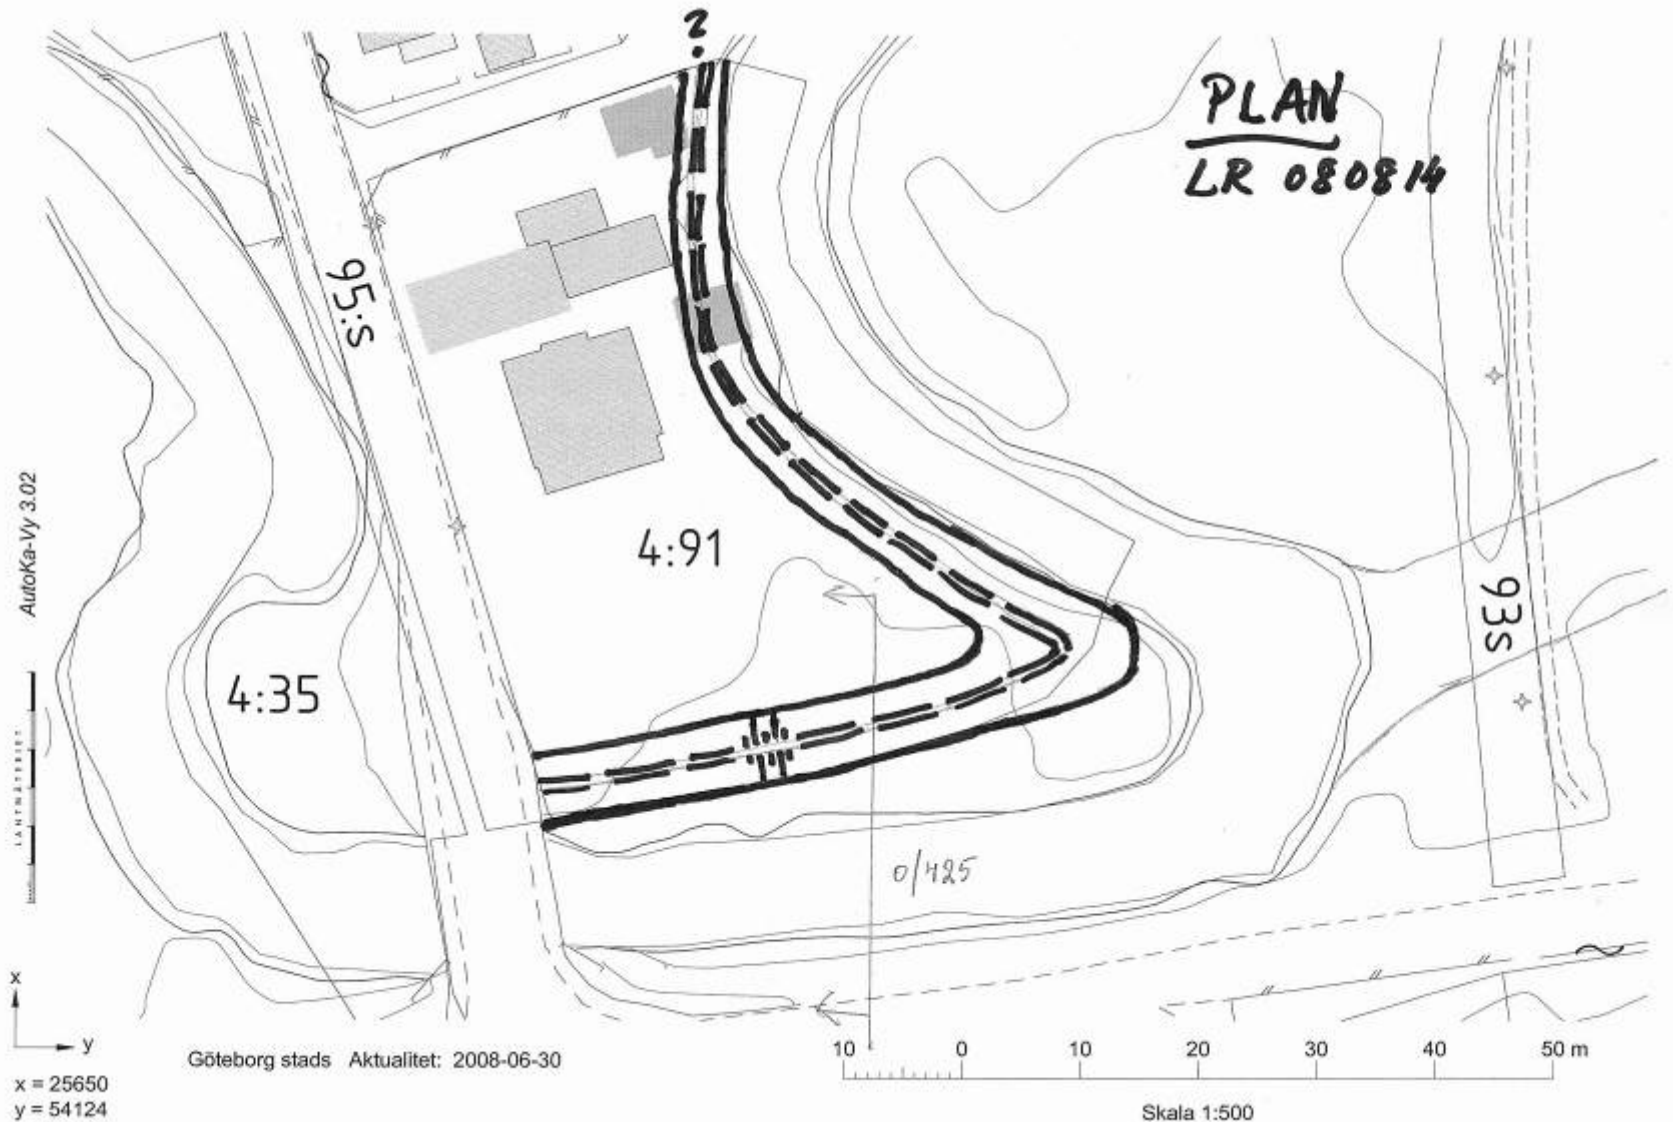 ?
PLAN
LR 080814
95:s
4:91
4:35
93s
AutoKa-Vy 3.02
LANTMÄTERIET
0/425
x
y
Göteborg stads Aktualitet: 2008-06-30
x = 25650
y = 54124
10 0 10 20 30 40 50 m
Skala 1:500